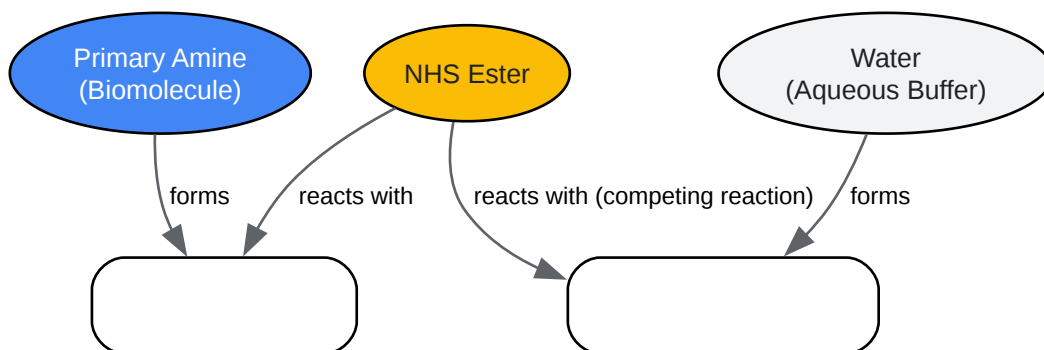 Primary Amine
(Biomolecule)
NHS Ester
Water
(Aqueous Buffer)
forms
reacts with
reacts with (competing reaction)
forms